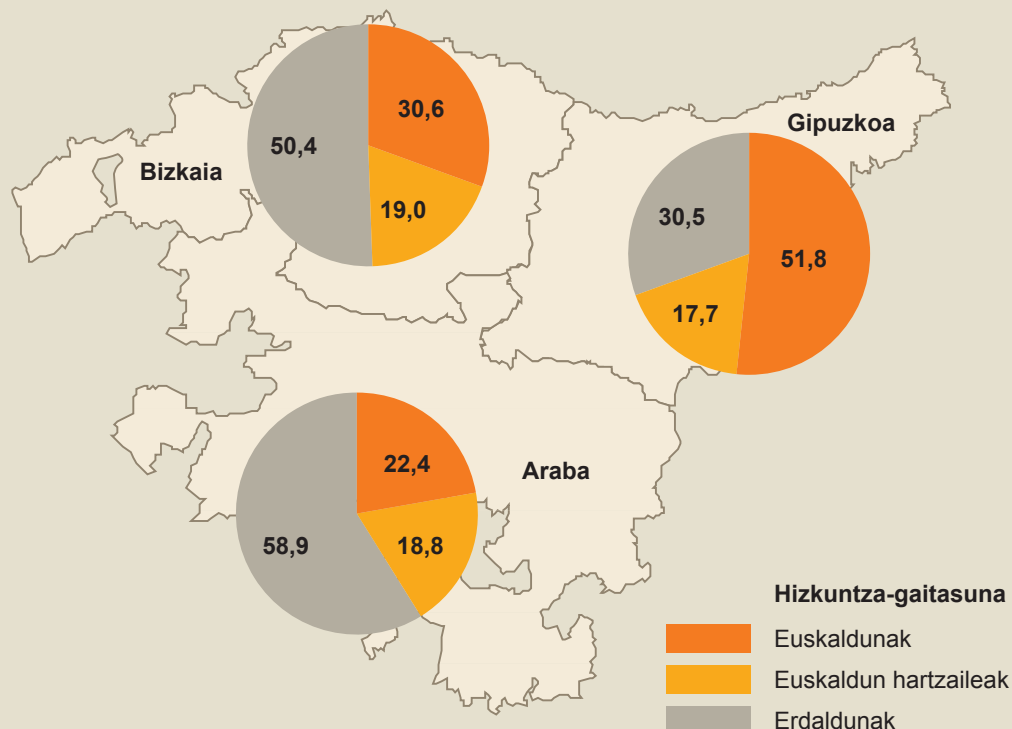 Bizkaia
30,6
50,4
19,0
Gipuzkoa
30,5
51,8
17,7
Araba
22,4
58,9
18,8
Hizkuntza-gaitasuna
Euskaldunak
Euskaldun hartzaileak
Erdaldunak